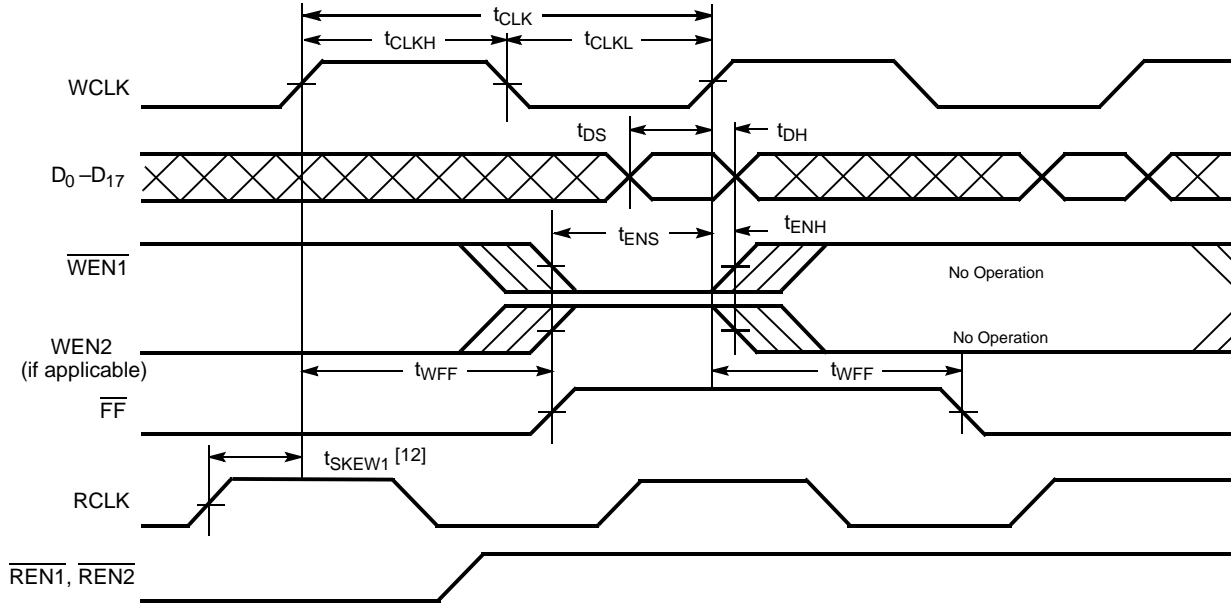 tCLK
tCLKH
tCLKL
WCLK
tDS
tDH
D0 –D17
tENS
tENH
WEN1
No Operation
WEN2
(if applicable)
No Operation
tWFF
tWFF
FF
tSKEW1 [12]
RCLK
REN1, REN2